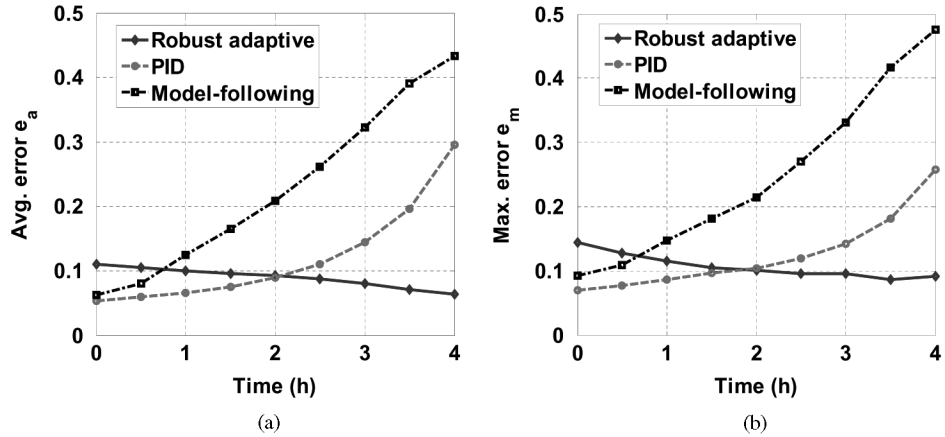 0.5
0.4
0.3
0.2
0.1
0
Avg. error e_a
Robust adaptive
PID
Model-following
0 1 2 3 4
Time (h)
(a)
0.5
0.4
0.3
0.2
0.1
0
Max. error e_m
Robust adaptive
PID
Model-following
0 1 2 3 4
Time (h)
(b)